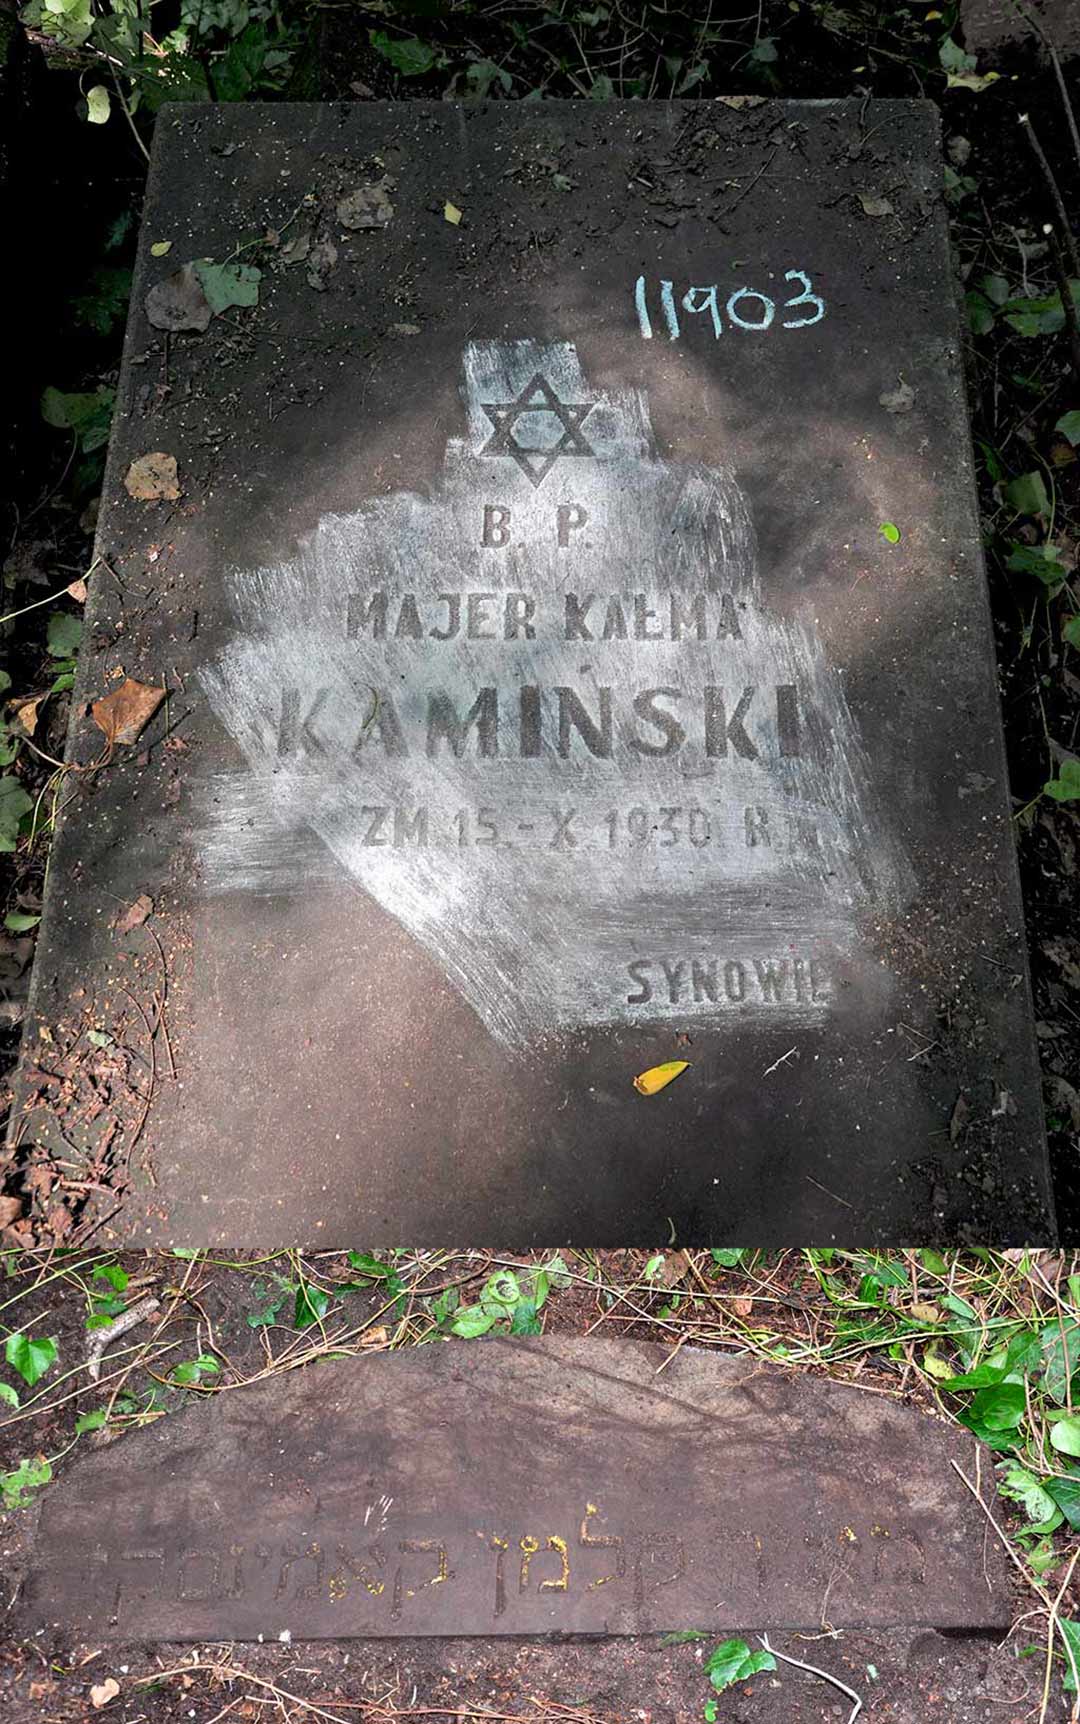 11903
B. P.
MAJER KAŁMA
KAMIŃSKI
ZM. 15.-X 1930. R.
SYNOWIE
מאיר קלמן קאמינסקי